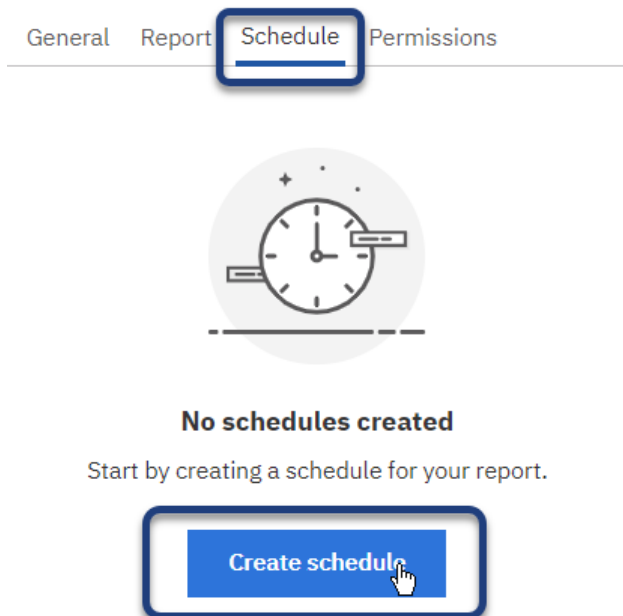 General Report Schedule Permissions
No schedules created
Start by creating a schedule for your report.
Create schedule